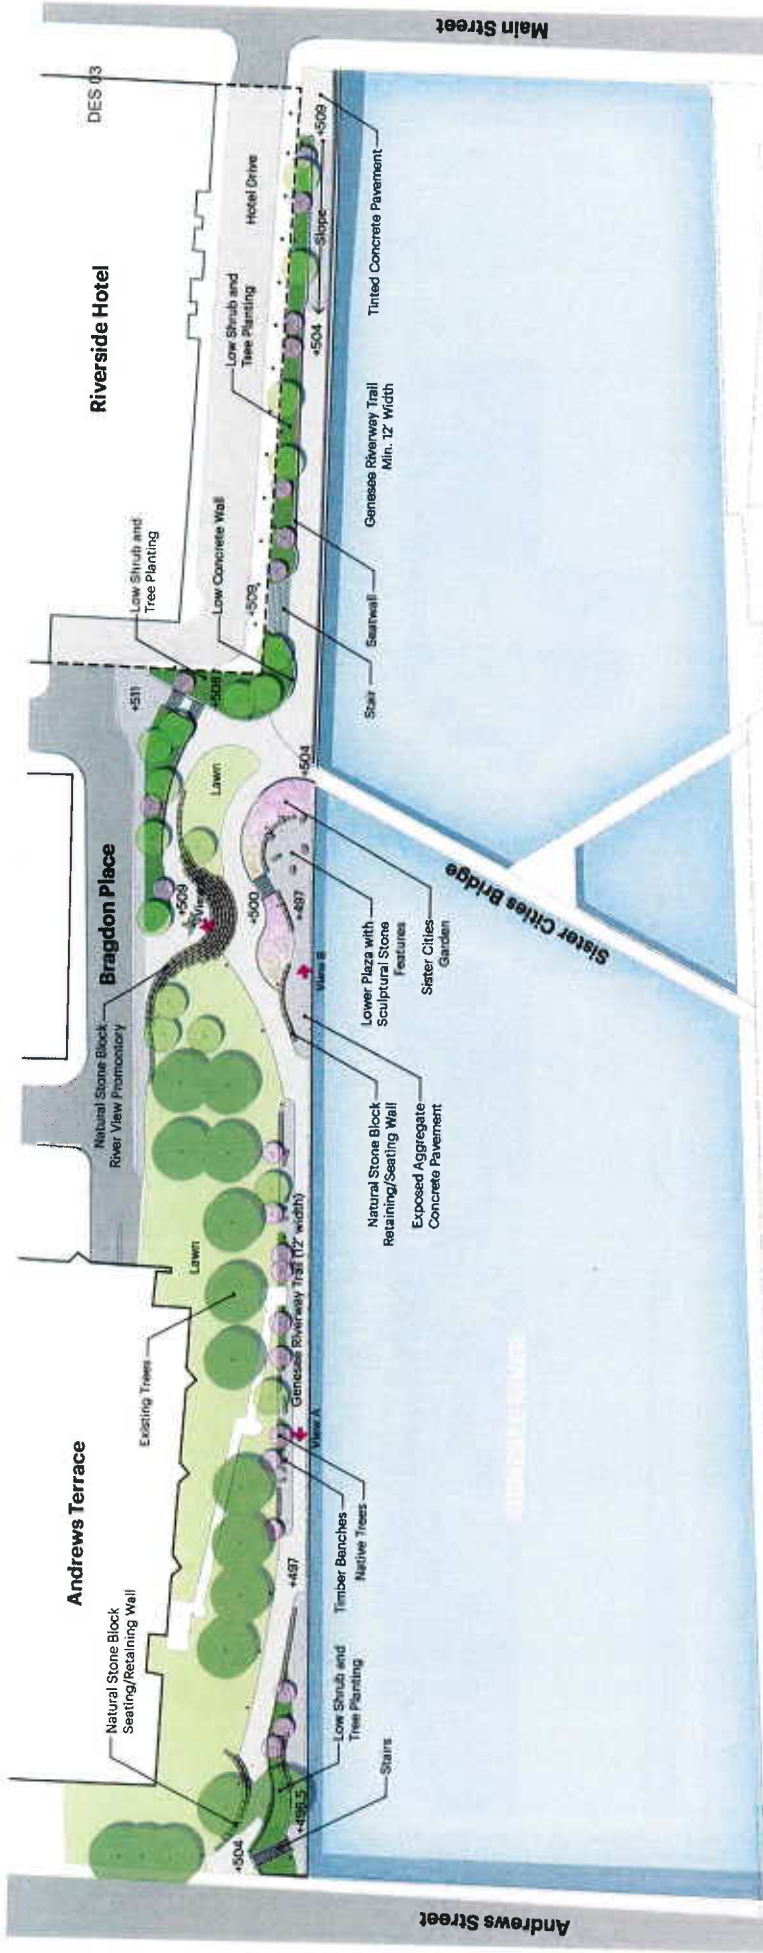 Main Street
DES 03
Riverside Hotel
Hotel Drive
+509
Slope
+504
Tinted Concrete Pavement
Low Shrub and
Tree Planting
Genesee Riverway Trail
Min. 12' Width
Low Concrete Wall
Low Shrub and
Tree Planting
+509
Seatwall
Stair
+511
+508
+504
Lawn
Bragdon Place
+509
+500
+497
Sister Cities Bridge
Lower Plaza with
Sculptural Stone
Features
Sister Cities
Garden
View B
Natural Stone Block
River View Promontory
Natural Stone Block
Retaining/Seating Wall
Exposed Aggregate
Concrete Pavement
Lawn
Genesee Riverway Trail (12' width)
Existing Trees
View A
Andrews Terrace
Timber Benches
Native Trees
+497
Natural Stone Block
Seating/Retaining Wall
Low Shrub and
Tree Planting
Stairs
+496.5
+504
Andrews Street